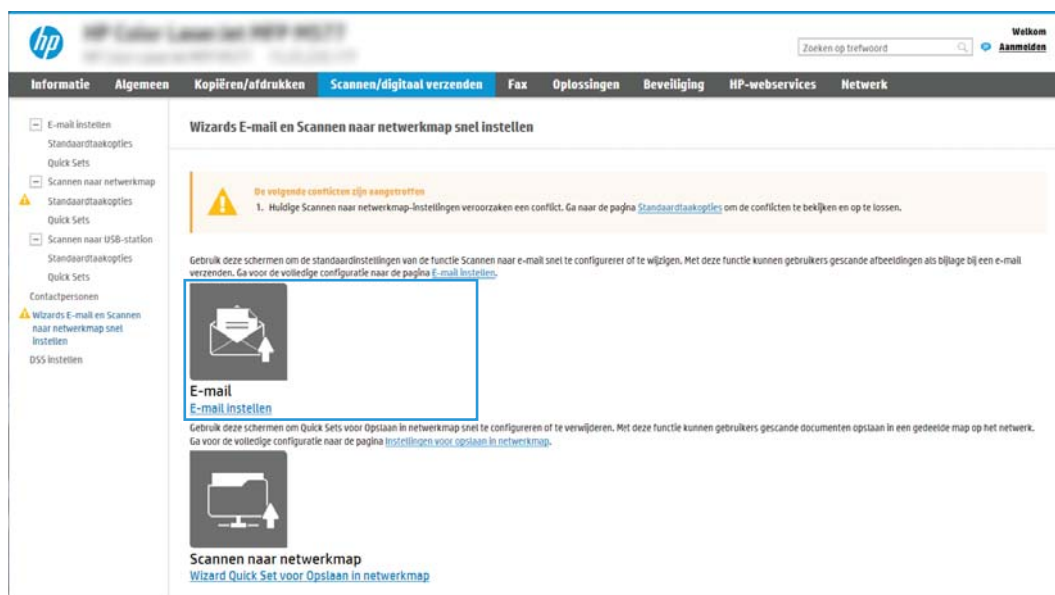 hp
Welkom
Zoeken op trefwoord
Aanmelden
Informatie Algemeen Kopiëren/afdrukken Scannen/digitaal verzenden Fax Oplossingen Beveiliging HP-webservices Netwerk
E-mail instellen
Standaardtaakopties
Quick Sets
Scannen naar netwerkmap
Standaardtaakopties
Quick Sets
Scannen naar USB-station
Standaardtaakopties
Quick Sets
Contactpersonen
Wizards E-mail en Scannen
naar netwerkmap snel
instellen
DSS instellen
Wizards E-mail en Scannen naar netwerkmap snel instellen
De volgende conflicten zijn aangetroffen
1. Huldige Scannen naar netwerkmap-instellingen veroorzaken een conflict. Ga naar de pagina Standaardtaakopties om de conflicten te bekijken en op te lossen.
Gebruik deze schermen om de standaardinstellingen van de functie Scannen naar e-mail snel te configureren of te wijzigen. Met deze functie kunnen gebruikers gescande afbeeldingen als bijlage bij een e-mail
verzenden. Ga voor de volledige configuratie naar de pagina E-mail instellen.
E-mail
E-mail instellen
Gebruik deze schermen om Quick Sets voor Opslaan in netwerkmap snel te configureren of te verwijderen. Met deze functie kunnen gebruikers gescande documenten opslaan in een gedeelde map op het netwerk.
Ga voor de volledige configuratie naar de pagina Instellingen voor opslaan in netwerkmap.
Scannen naar netwerkmap
Wizard Quick Set voor Opslaan in netwerkmap